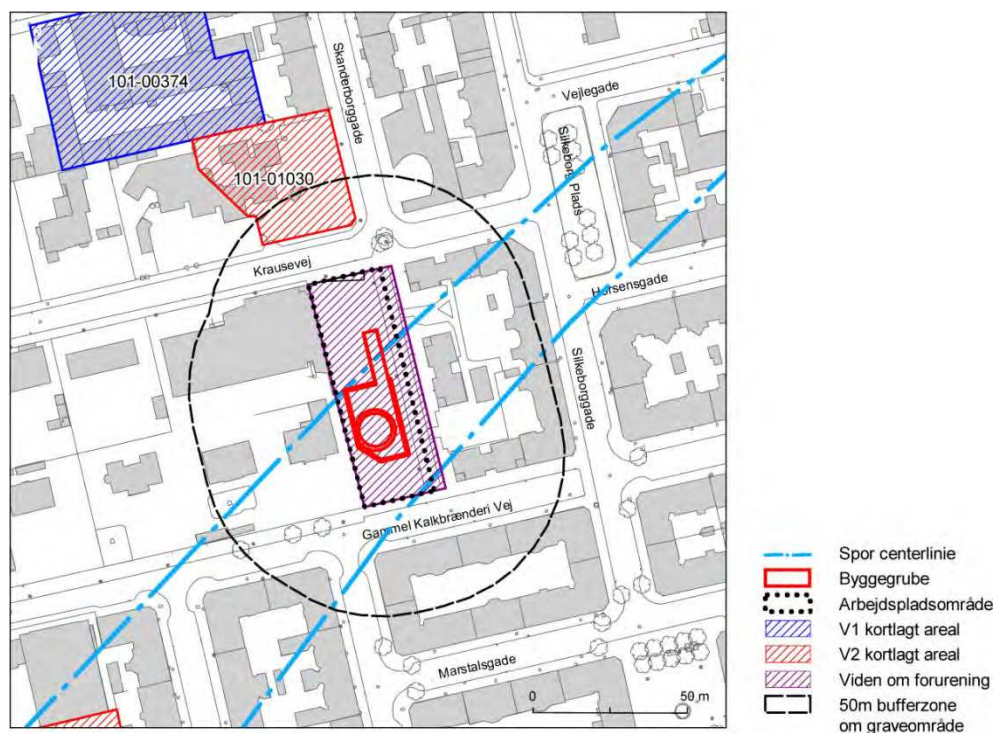 101-00374
Skanderborggade
Vejlegade
Silkeborg Plads
101-01030
Krausevej
Horsensgade
Silkeborggade
Gammel Kalkbrænderi Vej
Marstalsgade
0 50 m
Spor centerlinie
Byggegrube
Arbejdspladsområde
V1 kortlagt areal
V2 kortlagt areal
Viden om forurening
50m bufferzone
om graveområde